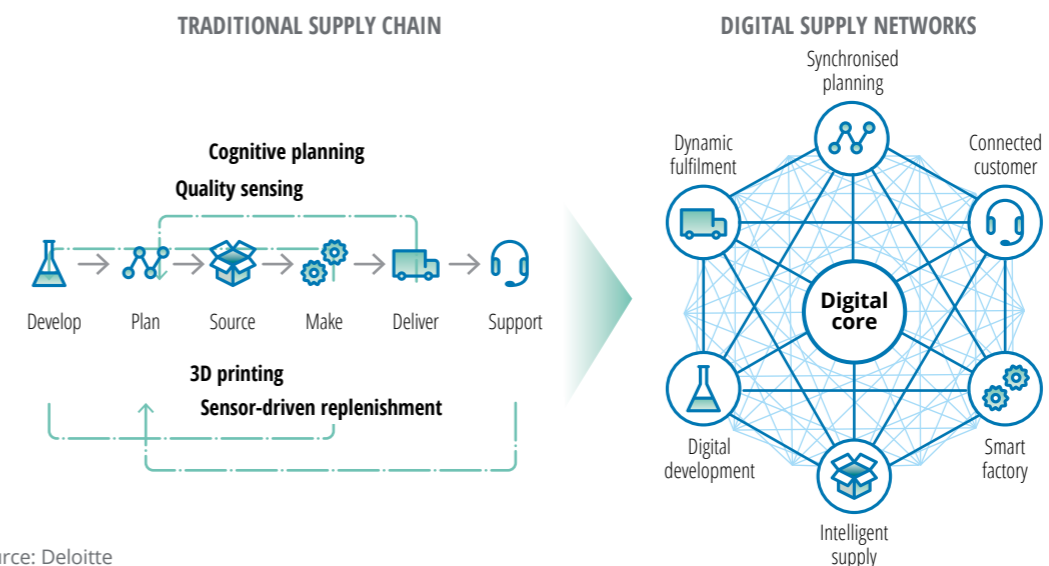 TRADITIONAL SUPPLY CHAIN
Cognitive planning
Quality sensing
Develop
Plan
Source
Make
Deliver
Support
3D printing
Sensor-driven replenishment
DIGITAL SUPPLY NETWORKS
Synchronised
planning
Dynamic
fulfilment
Connected
customer
Digital
core
Digital
development
Smart
factory
Intelligent
supply
urce: Deloitte